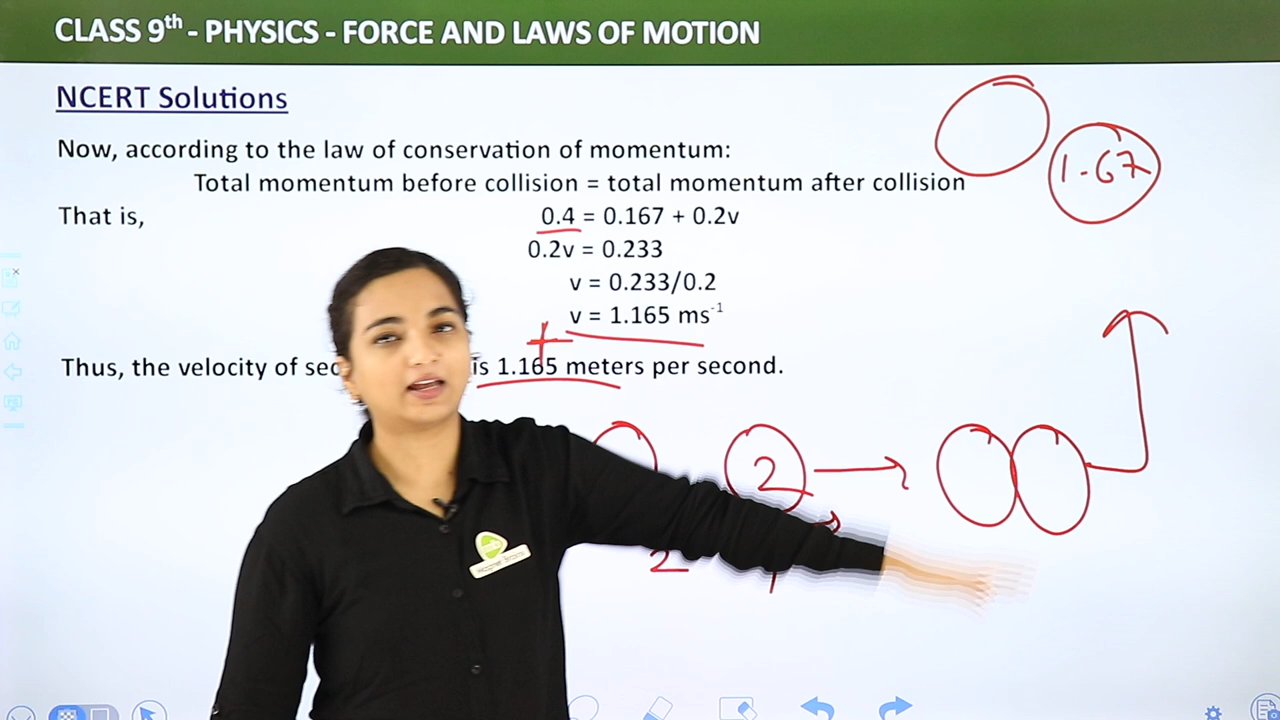 CLASS 9th - PHYSICS - FORCE AND LAWS OF MOTION
NCERT Solutions
Now, according to the law of conservation of momentum:
Total momentum before collision = total momentum after collision
That is,
0.4 = 0.167 + 0.2v
0.2v = 0.233
v = 0.233/0.2
v = 1.165 ms-1
Thus, the velocity of is 1.165 meters per second.
1.67
+
2
2